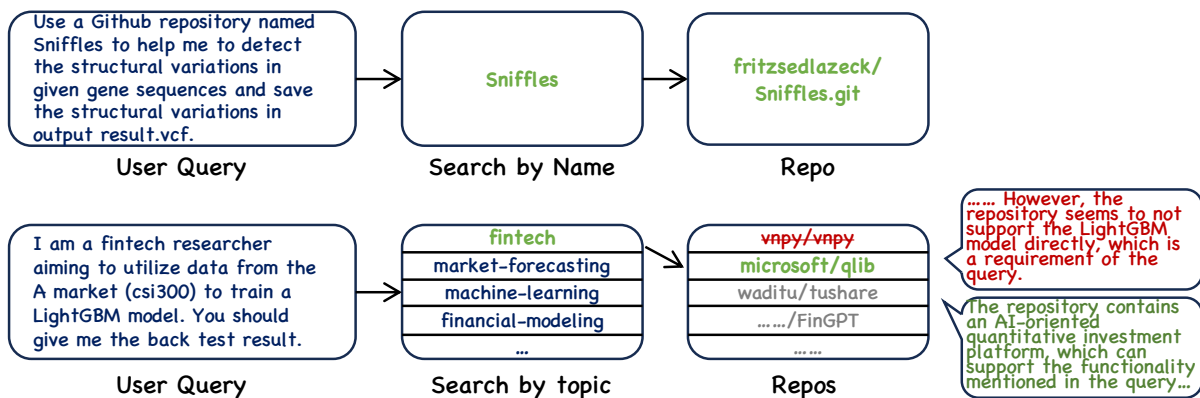 Use a Github repository named
Sniffles to help me to detect
the structural variations in
given gene sequences and save
the structural variations in
output result.vcf.
User Query
Sniffles
Search by Name
fritzsedlazeck/
Sniffles.git
Repo
I am a fintech researcher
aiming to utilize data from the
A market (csi300) to train a
LightGBM model. You should
give me the back test result.
User Query
fintech
market-forecasting
machine-learning
financial-modeling
...
Search by topic
vnpy/vnpy
microsoft/qlib
waditu/tushare
....../FinGPT
......
Repos
...... However, the
repository seems to not
support the LightGBM
model directly, which is
a requirement of the
query.
The repository contains
an AI-oriented
quantitative investment
platform, which can
support the functionality
mentioned in the query...